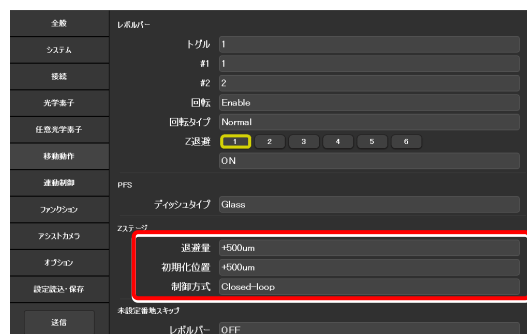 全般
システム
接続
光学素子
任意光学素子
移動動作
連動制御
ファンクション
アシストカメラ
オプション
設定読込・保存
送信
レボルバー
トグル 1
#1 1
#2 2
回転 Enable
回転タイプ Normal
Z退避 1 2 3 4 5 6
ON
PFS
ディッシュタイプ Glass
Zステージ
退避量 +500um
初期化位置 +500um
制御方式 Closed-loop
未設定番地スキップ
レボルバー OFF